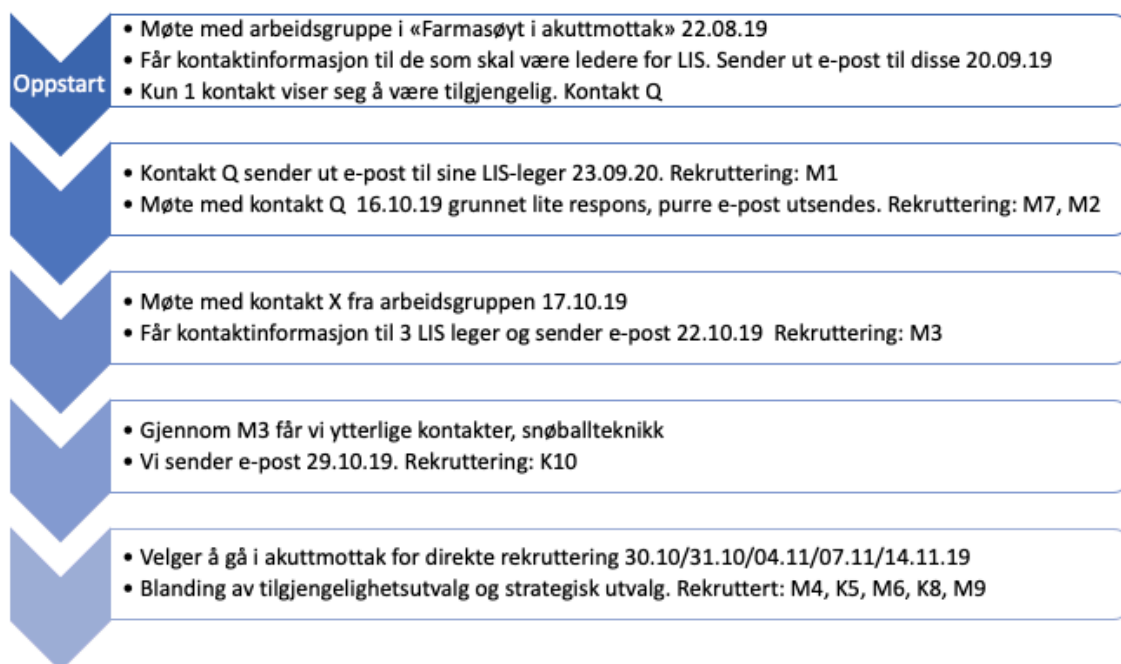 Oppstart
• Møte med arbeidsgruppe i «Farmasøyt i akuttmottak» 22.08.19
• Får kontaktinformasjon til de som skal være ledere for LIS. Sender ut e-post til disse 20.09.19
• Kun 1 kontakt viser seg å være tilgjengelig. Kontakt Q
• Kontakt Q sender ut e-post til sine LIS-leger 23.09.20. Rekruttering: M1
• Møte med kontakt Q 16.10.19 grunnet lite respons, purre e-post utsendes. Rekruttering: M7, M2
• Møte med kontakt X fra arbeidsgruppen 17.10.19
• Får kontaktinformasjon til 3 LIS leger og sender e-post 22.10.19 Rekruttering: M3
• Gjennom M3 får vi ytterlige kontakter, snøballteknikk
• Vi sender e-post 29.10.19. Rekruttering: K10
• Velger å gå i akuttmottak for direkte rekruttering 30.10/31.10/04.11/07.11/14.11.19
• Blanding av tilgjengelighetsutvalg og strategisk utvalg. Rekruttert: M4, K5, M6, K8, M9